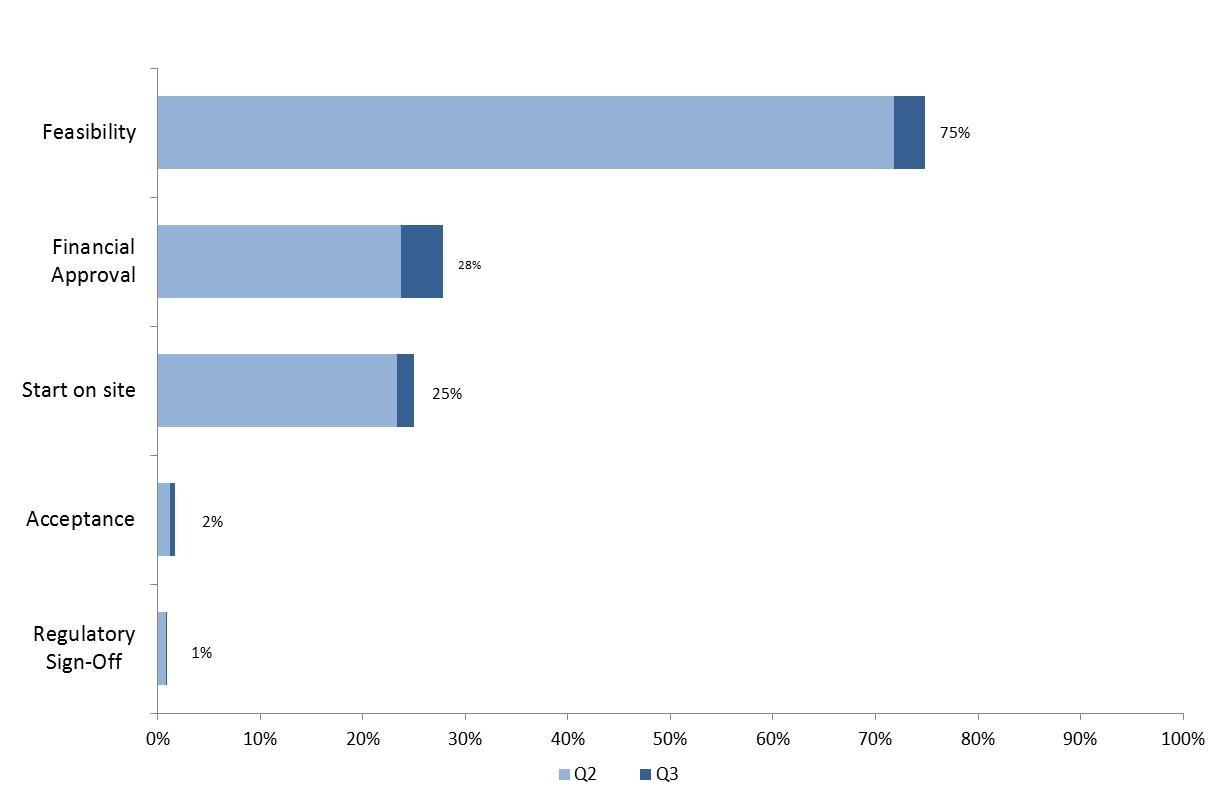 Feasibility
75%
Financial
Approval
28%
Start on site
25%
Acceptance
2%
Regulatory
Sign-Off
1%
0% 10% 20% 30% 40% 50% 60% 70% 80% 90% 100%
Q2 Q3